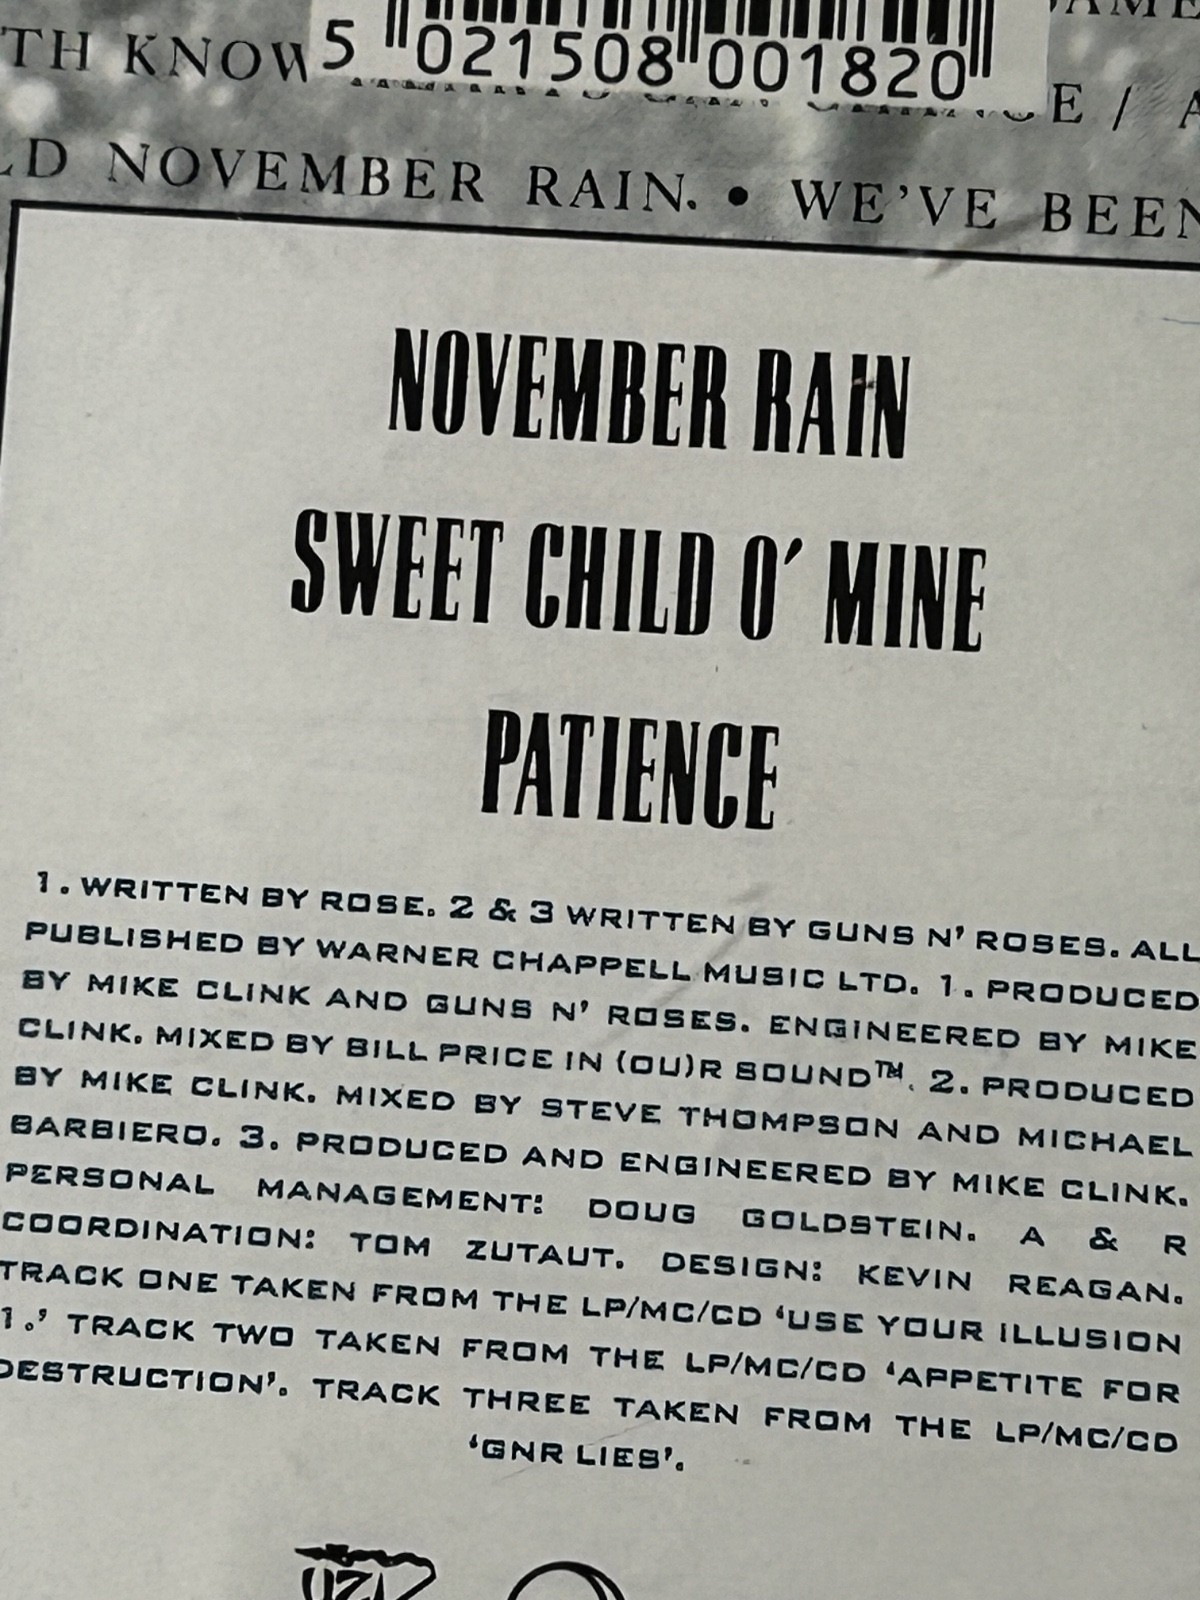 5 021508 001820
TH KNOW
E /
NOVEMBER RAIN. • WE'VE BEEN
NOVEMBER RAIN
SWEET CHILD O' MINE
PATIENCE
1. WRITTEN BY ROSE. 2 & 3 WRITTEN BY GUNS N' ROSES. ALL
PUBLISHED BY WARNER CHAPPELL MUSIC LTD. 1. PRODUCED
BY MIKE CLINK AND GUNS N' ROSES. ENGINEERED BY MIKE
CLINK. MIXED BY BILL PRICE IN (OU)R SOUND™. 2. PRODUCED
BY MIKE CLINK. MIXED BY STEVE THOMPSON AND MICHAEL
BARBIERO. 3. PRODUCED AND ENGINEERED BY MIKE CLINK.
PERSONAL MANAGEMENT: DOUG GOLDSTEIN. A & R
COORDINATION: TOM ZUTAUT. DESIGN: KEVIN REAGAN.
TRACK ONE TAKEN FROM THE LP/MC/CD 'USE YOUR ILLUSION
1.' TRACK TWO TAKEN FROM THE LP/MC/CD 'APPETITE FOR
DESTRUCTION'. TRACK THREE TAKEN FROM THE LP/MC/CD
'GNR LIES'.
UZI